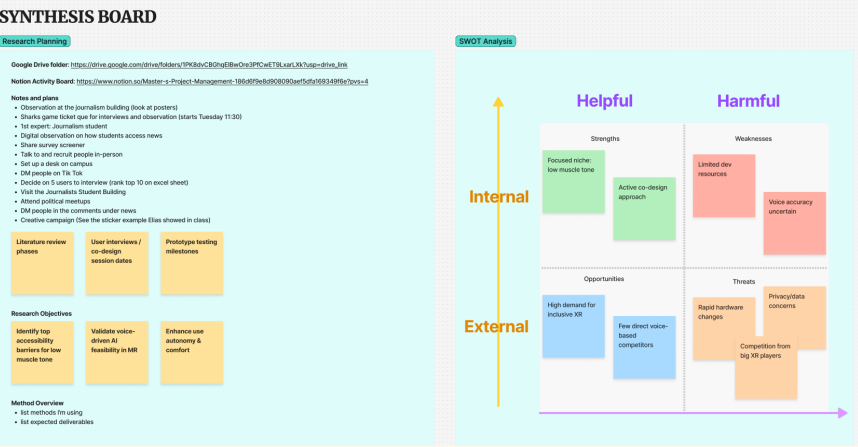 SYNTHESIS BOARD
Research Planning
Google Drive folder: https://drive.google.com/drive/folders/1PK8dvCBGhqEIBwOre3PfCwET9LxarLXk?usp=drive_link
Notion Activity Board: https://www.notion.so/Master-s-Project-Management-186d6f9e8d908090aef5dfa169349f6e?pvs=4
Notes and plans
• Observation at the journalism building (look at posters)
• Sharks game ticket que for interviews and observation (starts Tuesday 11:30)
• 1st expert: Journalism student
• Digital observation on how students access news
• Share survey screener
• Talk to and recruit people in-person
• Set up a desk on campus
• DM people on Tik Tok
• Decide on 5 users to interview (rank top 10 on excel sheet)
• Visit the Journalists Student Building
• Attend political meetups
• DM people in the comments under news
• Creative campaign (See the sticker example Elias showed in class)
Literature review
phases
User interviews /
co-design
session dates
Prototype testing
milestones
Research Objectives
Identify top
accessibility
barriers for low
muscle tone
Validate voice-
driven AI
feasibility in MR
Enhance use
autonomy &
comfort
Method Overview
• list methods I'm using
• list expected deliverables
SWOT Analysis
Helpful
Harmful
Internal
External
Strengths
Focused niche:
low muscle tone
Active co-design
approach
Weaknesses
Limited dev
resources
Voice accuracy
uncertain
Opportunities
High demand for
inclusive XR
Few direct voice-
based
competitors
Threats
Rapid hardware
changes
Privacy/data
concerns
Competition from
big XR players